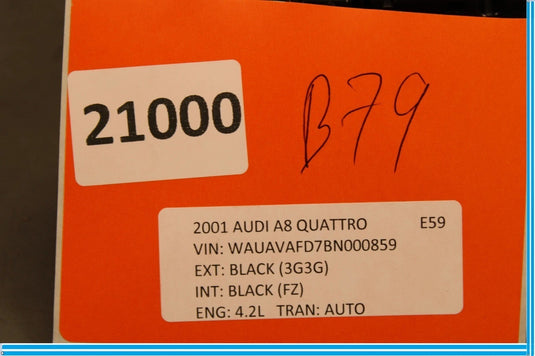 21000
B79
2001 AUDI A8 QUATTRO E59
VIN: WAUAVAFD7BN000859
EXT: BLACK (3G3G)
INT: BLACK (FZ)
ENG: 4.2L TRAN: AUTO